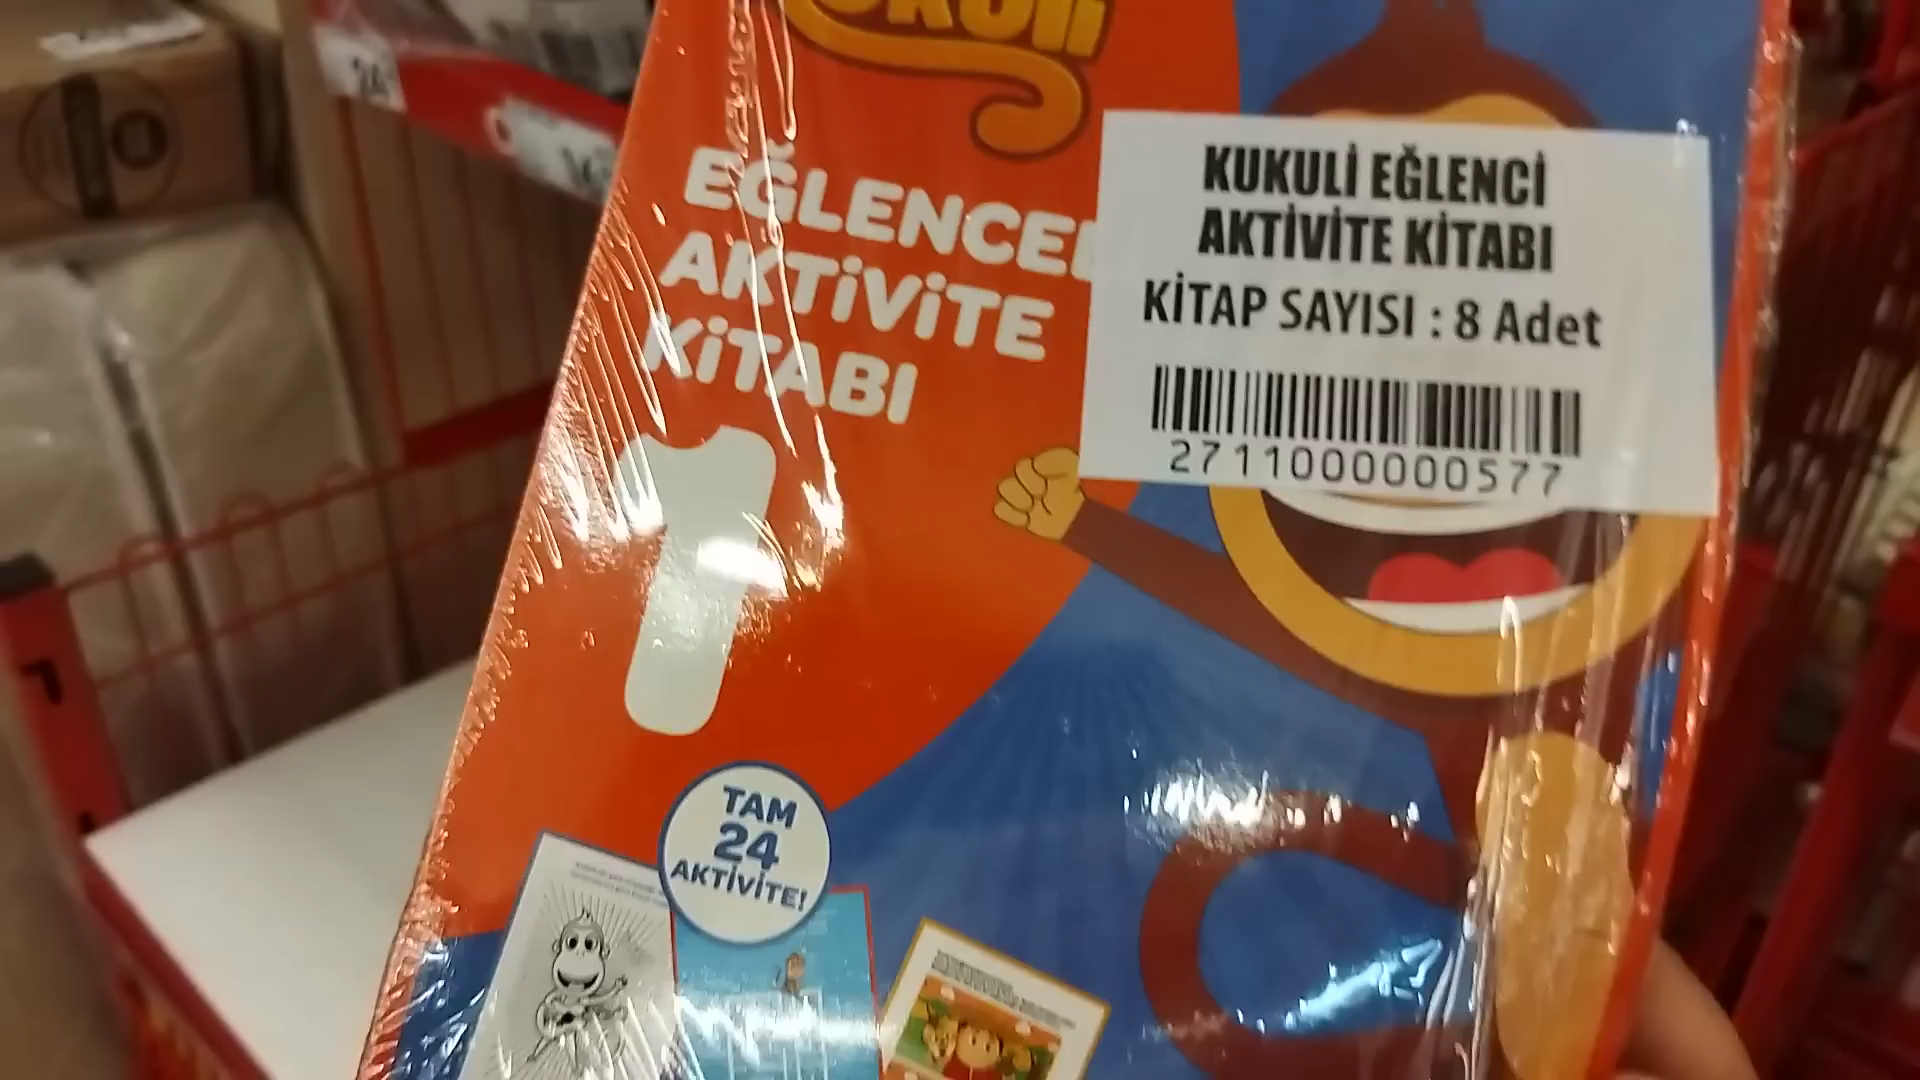 EĞLENCEL
AKTİVİTE
KİTABI
1
KUKULİ EĞLENCİ
AKTİVİTE KİTABI
KİTAP SAYISI : 8 Adet
2711000000577
TAM
24
AKTİVİTE!